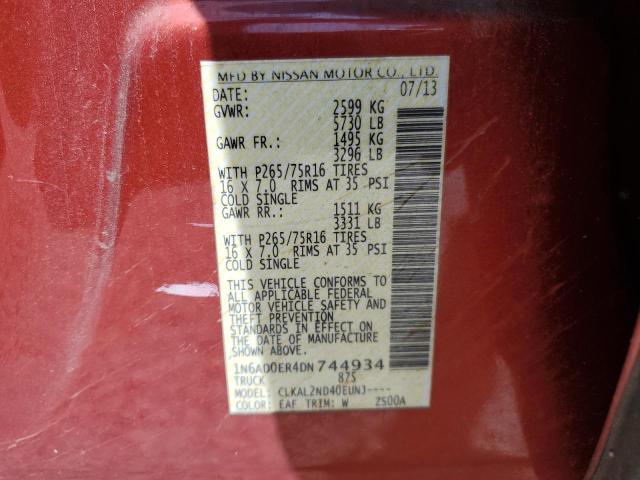 MFD BY NISSAN MOTOR CO., LTD.
DATE: 07/13
GVWR: 2599 KG
5730 LB
GAWR FR.: 1495 KG
3296 LB
WITH P265/75R16 TIRES
16 X 7.0 RIMS AT 35 PSI
COLD SINGLE
GAWR RR.: 1511 KG
3331 LB
WITH P265/75R16 TIRES
16 X 7.0 RIMS AT 35 PSI
COLD SINGLE
THIS VEHICLE CONFORMS TO
ALL APPLICABLE FEDERAL
MOTOR VEHICLE SAFETY AND
THEFT PREVENTION
STANDARDS IN EFFECT ON
THE DATE OF MANUFACTURE
SHOWN ABOVE.
1N6AD0ER4DN744934
TRUCK 875
MODEL: CLKAL2ND40EUNJ----
COLOR: EAF TRIM: W 2S00A